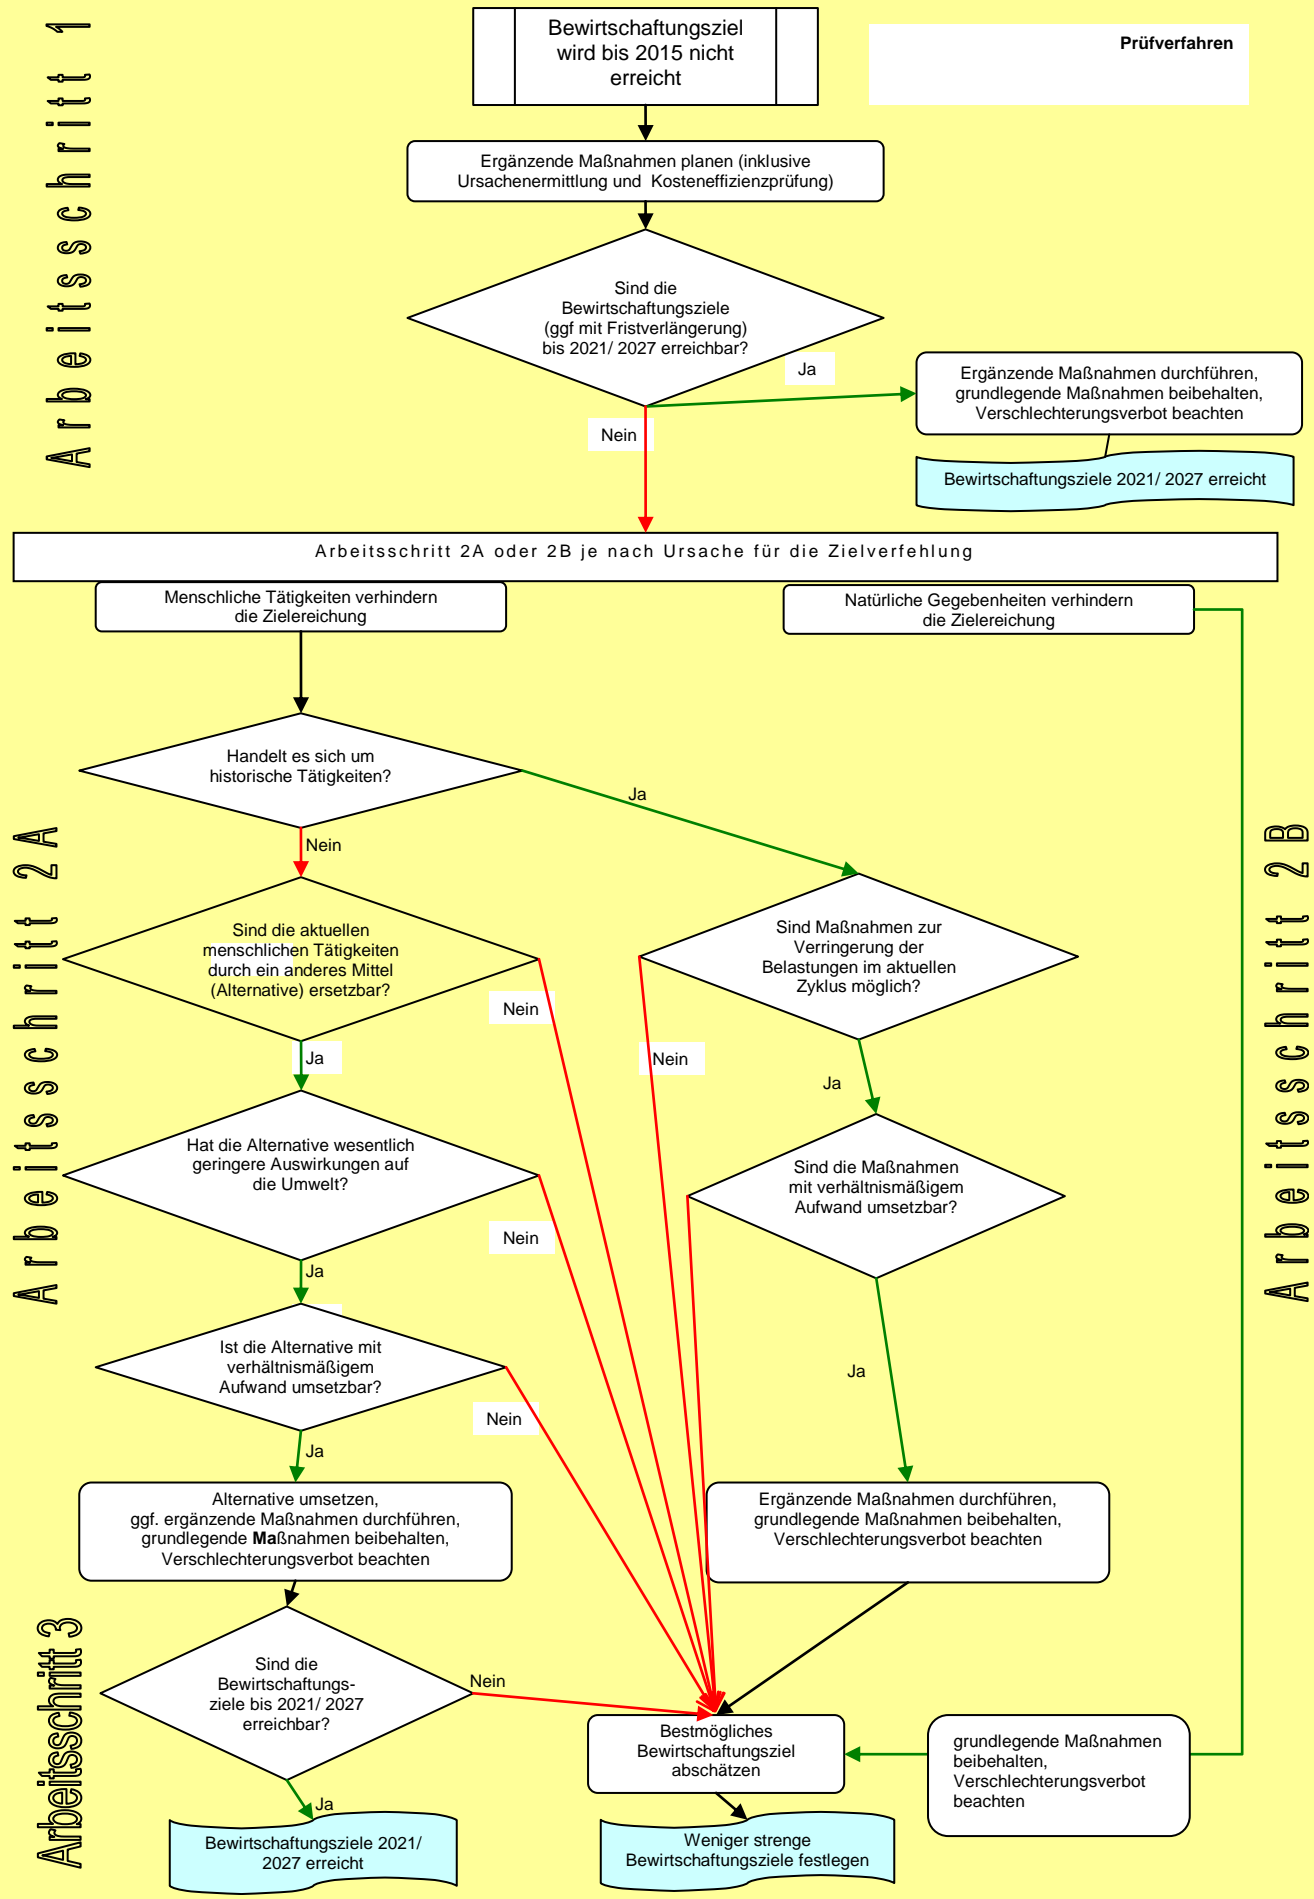 Arbeitsschritt 1
Bewirtschaftungsziel
wird bis 2015 nicht
erreicht
Prüfverfahren
Ergänzende Maßnahmen planen (inklusive
Ursachenermittlung und Kosteneffizienzprüfung)
Sind die
Bewirtschaftungsziele
(ggf mit Fristverlängerung)
bis 2021/ 2027 erreichbar?
Ja
Nein
Ergänzende Maßnahmen durchführen,
grundlegende Maßnahmen beibehalten,
Verschlechterungsverbot beachten
Bewirtschaftungsziele 2021/ 2027 erreicht
Arbeitsschritt 2A oder 2B je nach Ursache für die Zielverfehlung
Arbeitsschritt 2A
Menschliche Tätigkeiten verhindern
die Zielereichung
Natürliche Gegebenheiten verhindern
die Zielereichung
Arbeitsschritt 2B
Handelt es sich um
historische Tätigkeiten?
Ja
Nein
Sind die aktuellen
menschlichen Tätigkeiten
durch ein anderes Mittel
(Alternative) ersetzbar?
Nein
Ja
Sind Maßnahmen zur
Verringerung der
Belastungen im aktuellen
Zyklus möglich?
Nein
Ja
Hat die Alternative wesentlich
geringere Auswirkungen auf
die Umwelt?
Nein
Ja
Sind die Maßnahmen
mit verhältnismäßigem
Aufwand umsetzbar?
Ja
Ist die Alternative mit
verhältnismäßigem
Aufwand umsetzbar?
Nein
Ja
Alternative umsetzen,
ggf. ergänzende Maßnahmen durchführen,
grundlegende Maßnahmen beibehalten,
Verschlechterungsverbot beachten
Ergänzende Maßnahmen durchführen,
grundlegende Maßnahmen beibehalten,
Verschlechterungsverbot beachten
Arbeitsschritt 3
Sind die
Bewirtschaftungs-
ziele bis 2021/ 2027
erreichbar?
Nein
Ja
Bestmögliches
Bewirtschaftungsziel
abschätzen
grundlegende Maßnahmen
beibehalten,
Verschlechterungsverbot
beachten
Bewirtschaftungsziele 2021/
2027 erreicht
Weniger strenge
Bewirtschaftungsziele festlegen